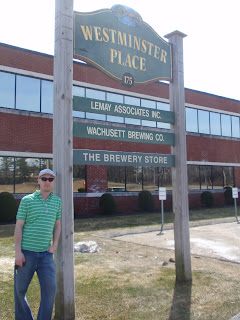 WESTMINSTER
PLACE
175
LEMAY ASSOCIATES INC.
WACHUSETT BREWING CO.
THE BREWERY STORE